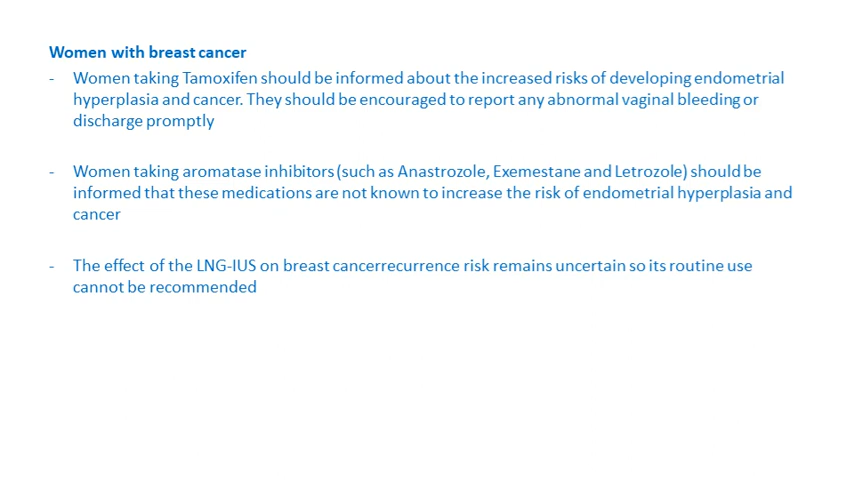 Women with breast cancer
- Women taking Tamoxifen should be informed about the increased risks of developing endometrial
hyperplasia and cancer. They should be encouraged to report any abnormal vaginal bleeding or
discharge promptly
- Women taking aromatase inhibitors (such as Anastrozole, Exemestane and Letrozole) should be
informed that these medications are not known to increase the risk of endometrial hyperplasia and
cancer
- The effect of the LNG-IUS on breast cancerrecurrence risk remains uncertain so its routine use
cannot be recommended